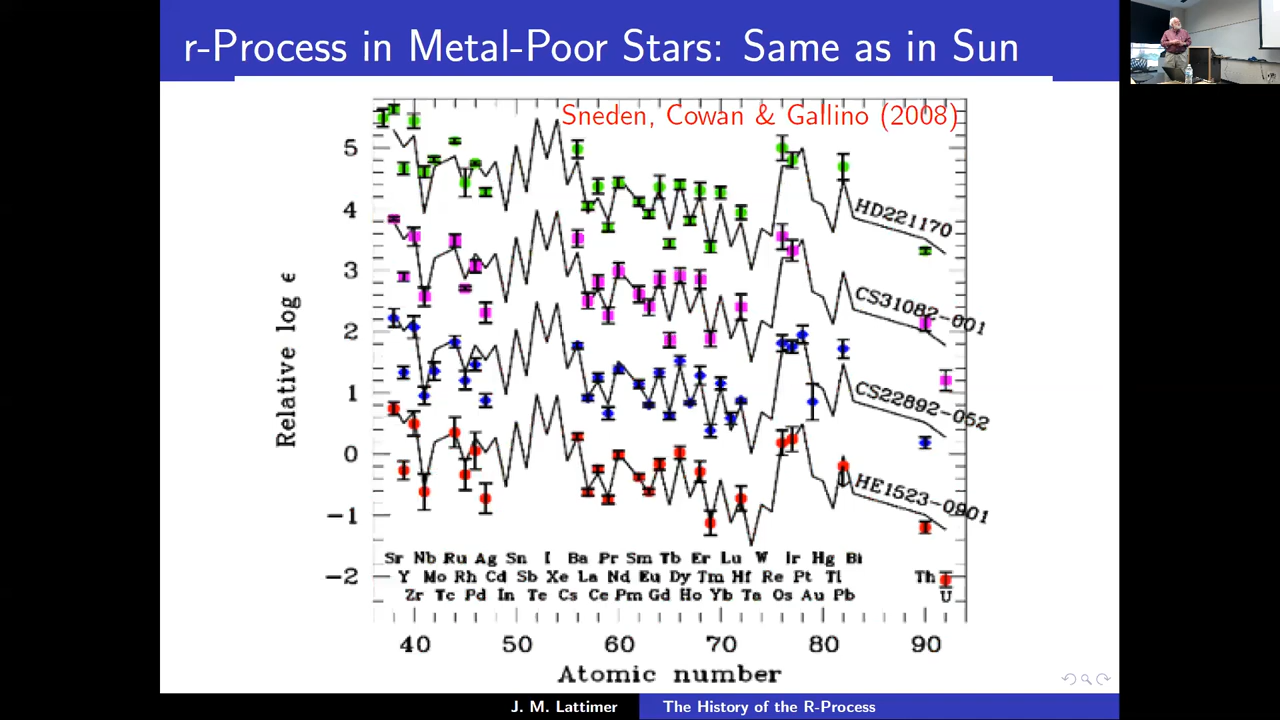 r-Process in Metal-Poor Stars: Same as in Sun
Sneden, Cowan & Gallino (2008)
5
4
3
2
1
0
−1
−2
Relative log ϵ
HD221170
CS31082-001
CS22892-052
HE1523-0901
Sr Nb Ru Ag Sn I Ba Pr Sm Tb Er Lu W Ir Hg Bi
Y Mo Rh Cd Sb Xe La Nd Eu Dy Tm Hf Re Pt Tl Th
Zr Tc Pd In Te Cs Ce Pm Gd Ho Yb Ta Os Au Pb U
40 50 60 70 80 90
Atomic number
J. M. Lattimer The History of the R-Process